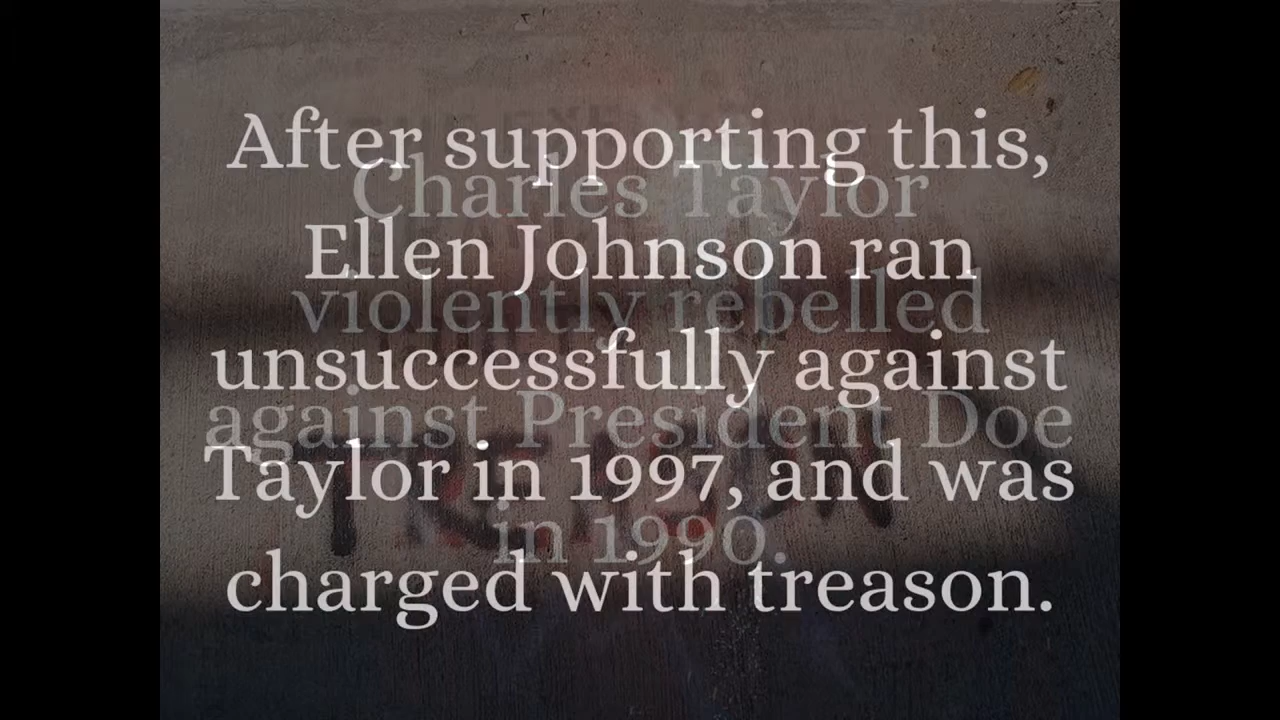 After supporting this,
Ellen Johnson ran
unsuccessfully against
Taylor in 1997, and was
charged with treason.
Charles Taylor
violently rebelled
against President Doe
in 1990.